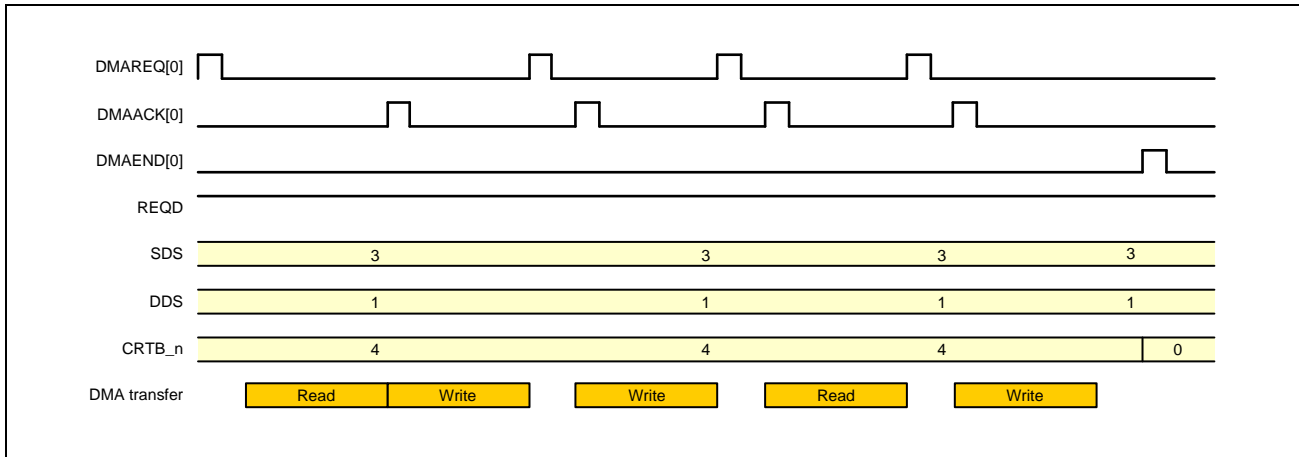 DMAREQ[0]
DMAACK[0]
DMAEND[0]
REQD
SDS 3 3 3 3
DDS 1 1 1 1
CRTB_n 4 4 4 0
DMA transfer Read Write Write Read Write